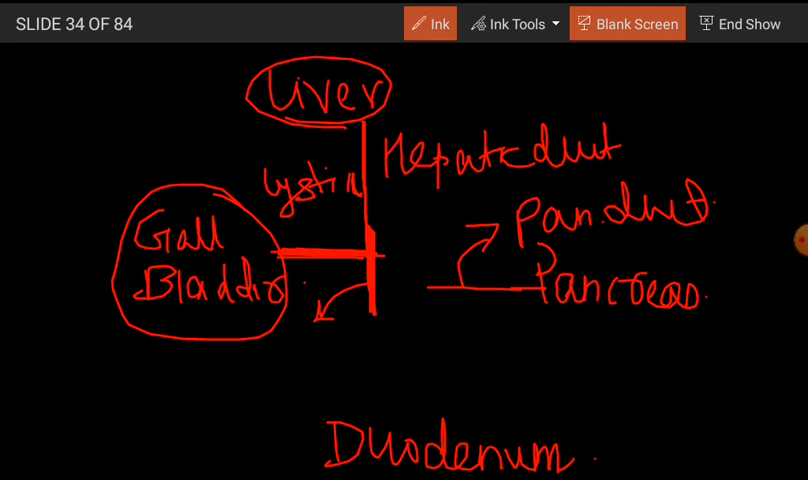 SLIDE 34 OF 84
Ink
Ink Tools
Blank Screen
End Show
Liver
Hepatic duct
Pan.duct.
Gall
Bladder.
Pancreas.
Duodenum.